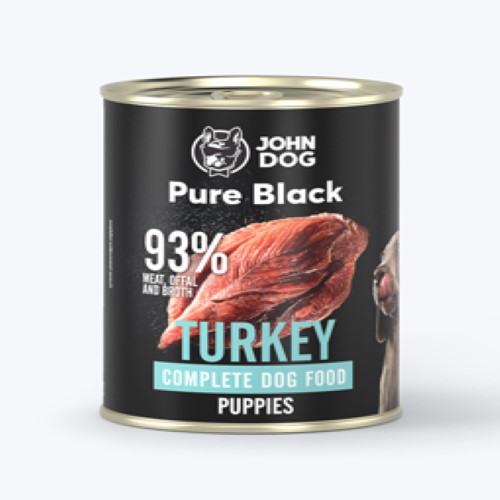 JOHN
DOG
Pure Black
93%
MEAT, OFFAL
AND BROTH
TURKEY
COMPLETE DOG FOOD
PUPPIES